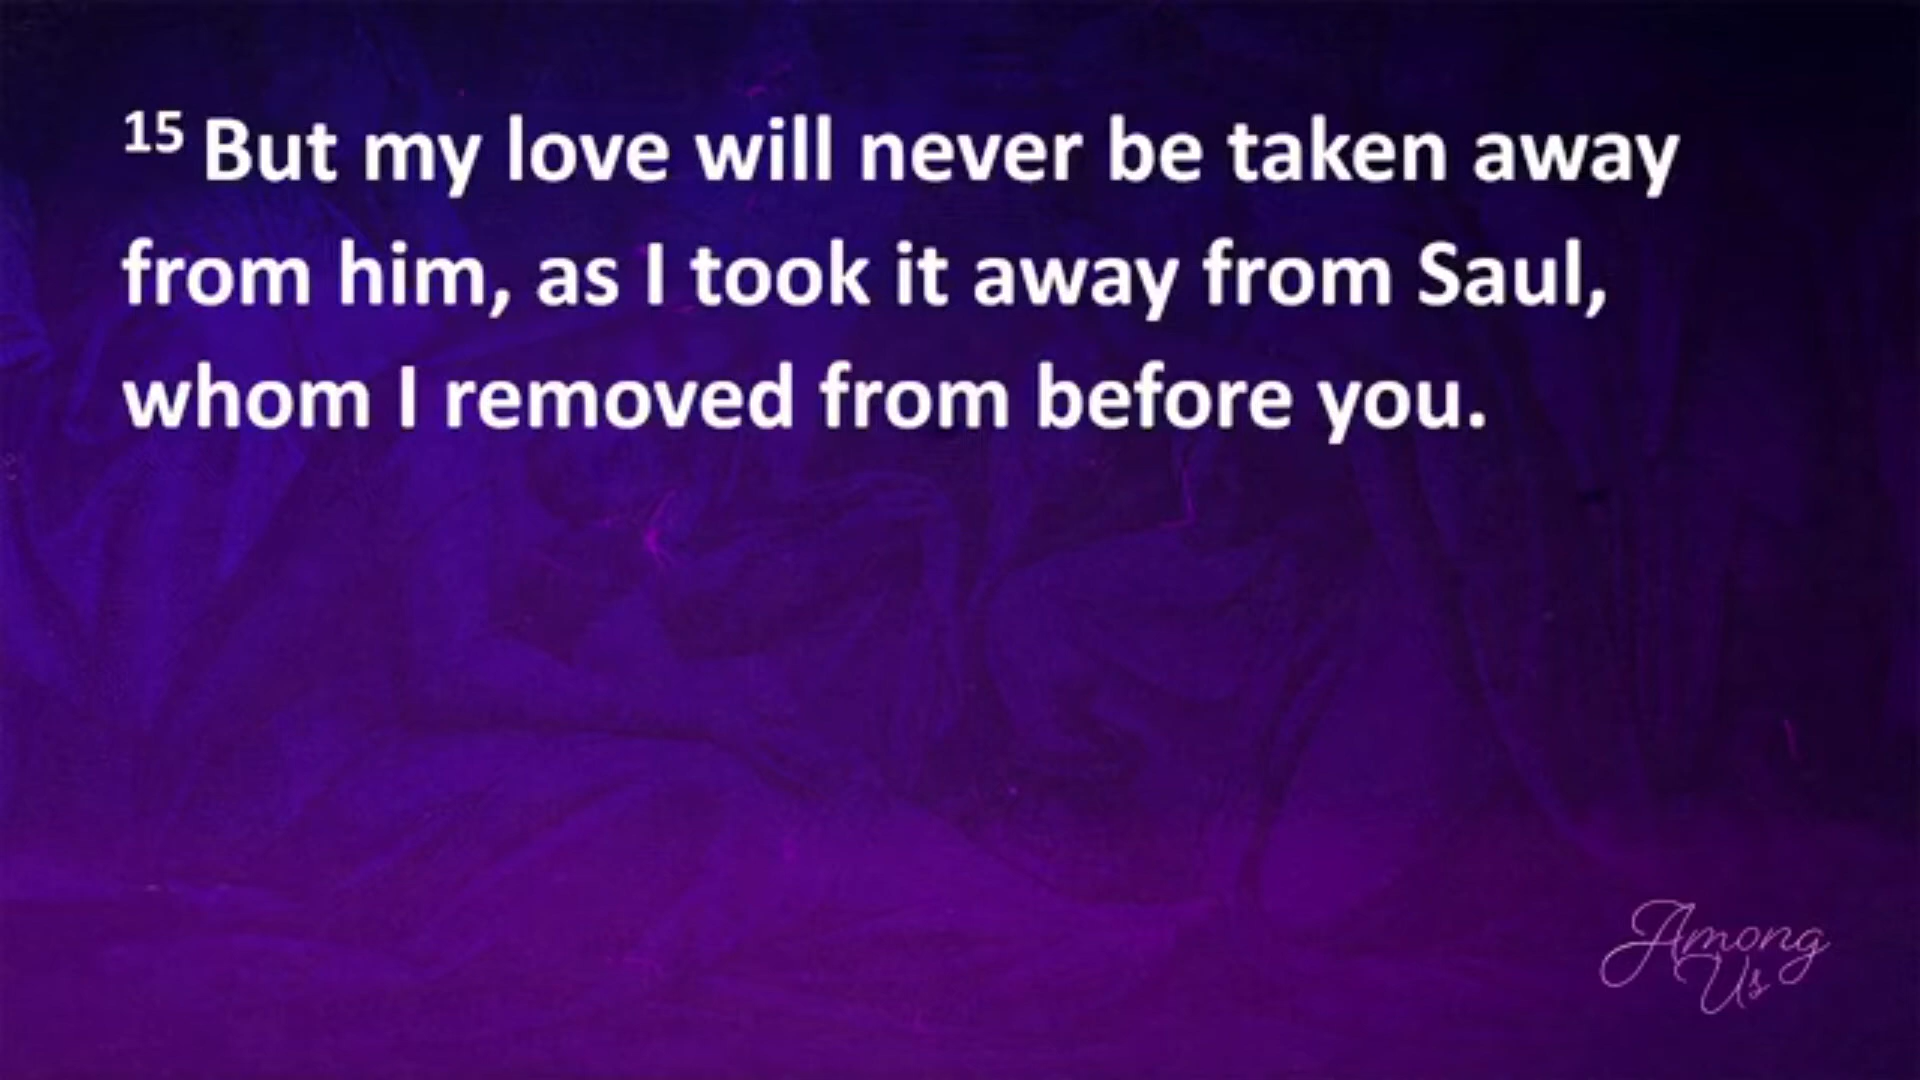 15 But my love will never be taken away
from him, as I took it away from Saul,
whom I removed from before you.
Among
Us